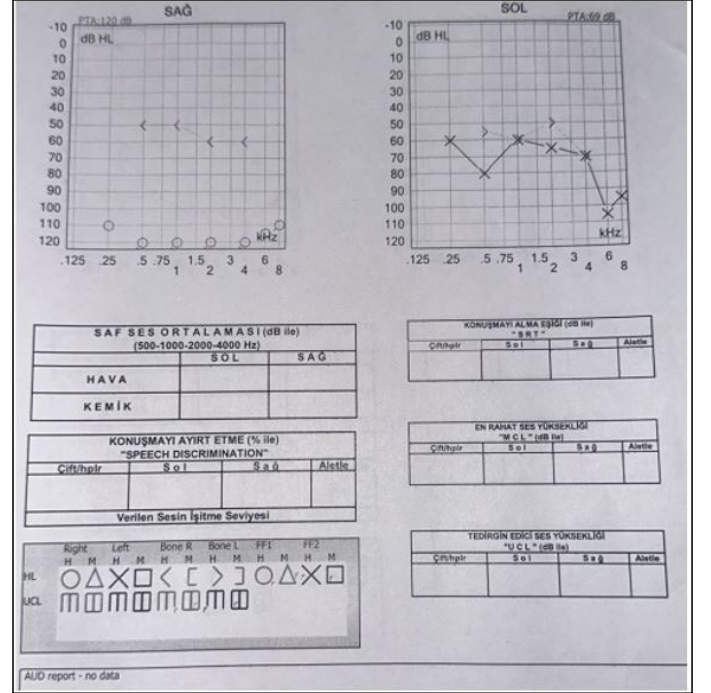 SAĞ
PTA:120 dB
dB HL
-10
0
10
20
30
40
50
60
70
80
90
100
110
120
kHz
.125 .25 .5 .75 1 1.5 2 3 4 6 8
SOL
PTA:69 dB
dB HL
-10
0
10
20
30
40
50
60
70
80
90
100
110
120
kHz
.125 .25 .5 .75 1 1.5 2 3 4 6 8
SAF SES ORTALAMASI (dB ile)
(500-1000-2000-4000 Hz)
SOL SAĞ
HAVA
KEMİK
KONUŞMAYI AYIRT ETME (% ile)
"SPEECH DISCRIMINATION"
Çift/hplr Sol Sağ Aletle
Verilen Sesin İşitme Seviyesi
KONUŞMAYI ALMA EŞİĞİ (dB ile)
"SRT"
Çift/hplr Sol Sağ Aletle
EN RAHAT SES YÜKSEKLİĞİ
"MCL" (dB ile)
Çift/hplr Sol Sağ Aletle
TEDİRGİN EDİCİ SES YÜKSEKLİĞİ
"UCL" (dB ile)
Çift/hplr Sol Sağ Aletle
Right Left Bone R Bone L FF1 FF2
H M H M H M H M H M H M
HL
UCL
AUD report - no data